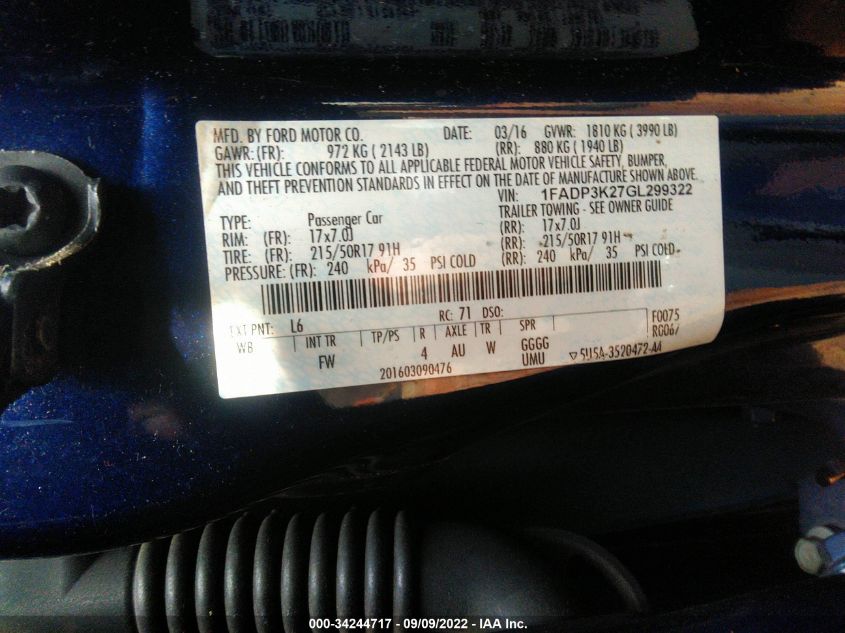 MFD. BY FORD MOTOR CO. DATE: 03/16 GVWR: 1810 KG ( 3990 LB)
GAWR:(FR): 972 KG ( 2143 LB) (RR): 880 KG ( 1940 LB)
THIS VEHICLE CONFORMS TO ALL APPLICABLE FEDERAL MOTOR VEHICLE SAFETY, BUMPER,
AND THEFT PREVENTION STANDARDS IN EFFECT ON THE DATE OF MANUFACTURE SHOWN ABOVE.
VIN: 1FADP3K27GL299322
TYPE: Passenger Car TRAILER TOWING - SEE OWNER GUIDE
RIM: (FR): 17x7.0J (RR): 17x7.0J
TIRE: (FR): 215/50R17 91H (RR): 215/50R17 91H
PRESSURE: (FR): 240 kPa/ 35 PSI COLD (RR): 240 kPa/ 35 PSI COLD
EXT PNT: L6 RC: 71 DSO: F0075
WB INT TR TP/PS R AXLE TR SPR RG067
FW 4 AU W GGGG
UMU
201603090476 5U5A-3520472-AA
000-34244717 - 09/09/2022 - IAA Inc.